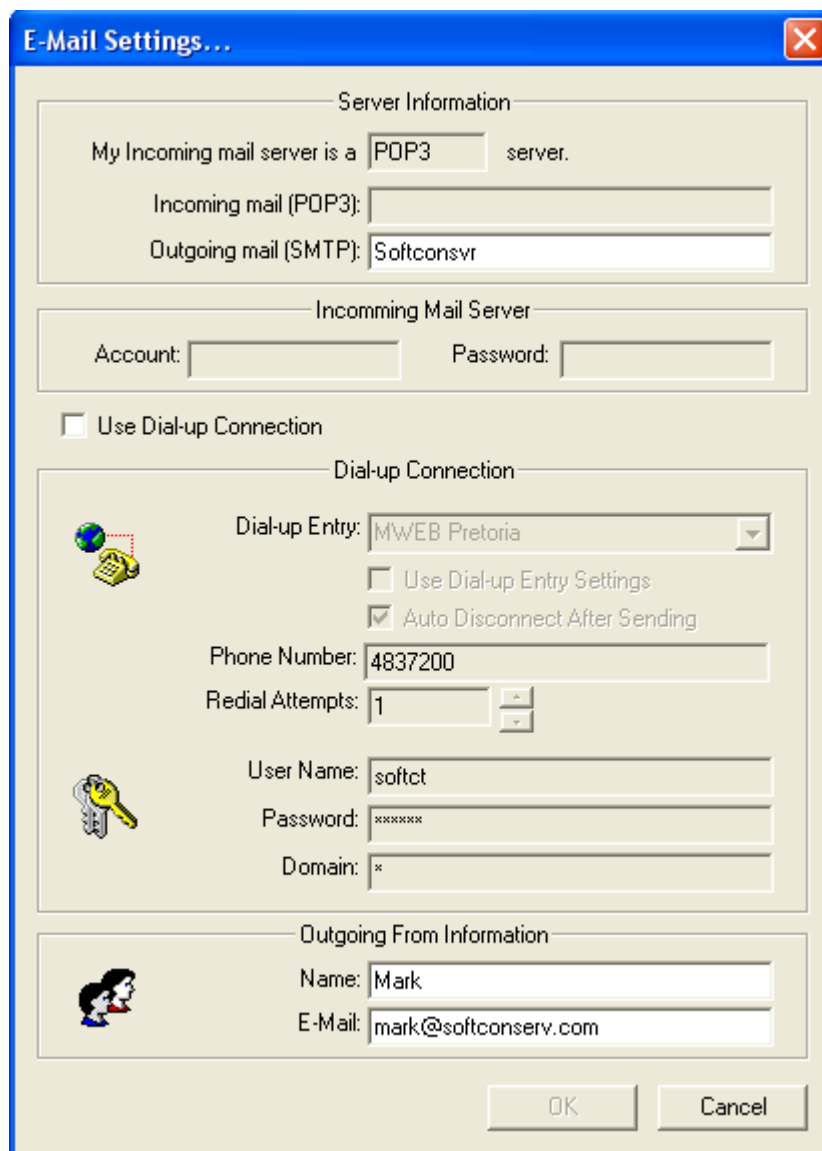 E-Mail Settings...
Server Information
My Incoming mail server is a POP3 server.
Incoming mail (POP3):
Outgoing mail (SMTP): Softconsvr
Incomming Mail Server
Account: Password:
Use Dial-up Connection
Dial-up Connection
Dial-up Entry: MWEB Pretoria
Use Dial-up Entry Settings
Auto Disconnect After Sending
Phone Number: 4837200
Redial Attempts: 1
User Name: softct
Password: ******
Domain: *
Outgoing From Information
Name: Mark
E-Mail: mark@softconserv.com
OK Cancel